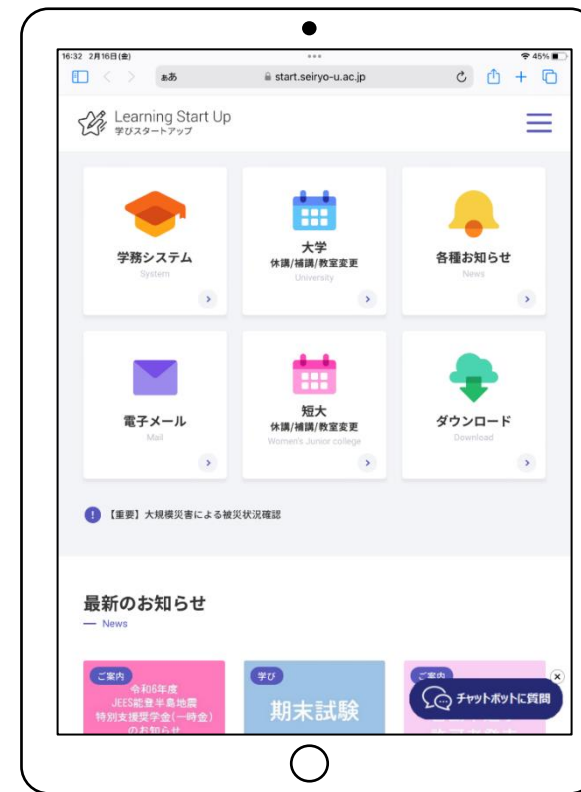 16:32 2月16日(金)
45%
ぁあ
start.seiryo-u.ac.jp
Learning Start Up
学びスタートアップ
学務システム
System
大学
休講/補講/教室変更
University
各種お知らせ
News
電子メール
Mail
短大
休講/補講/教室変更
Women's Junior college
ダウンロード
Download
【重要】大規模災害による被災状況確認
最新のお知らせ
News
ご案内
令和6年度
JEES能登半島地震
特別支援奨学金(一時金)
のお知らせ
学び
期末試験
ご案内
チャットボットに質問